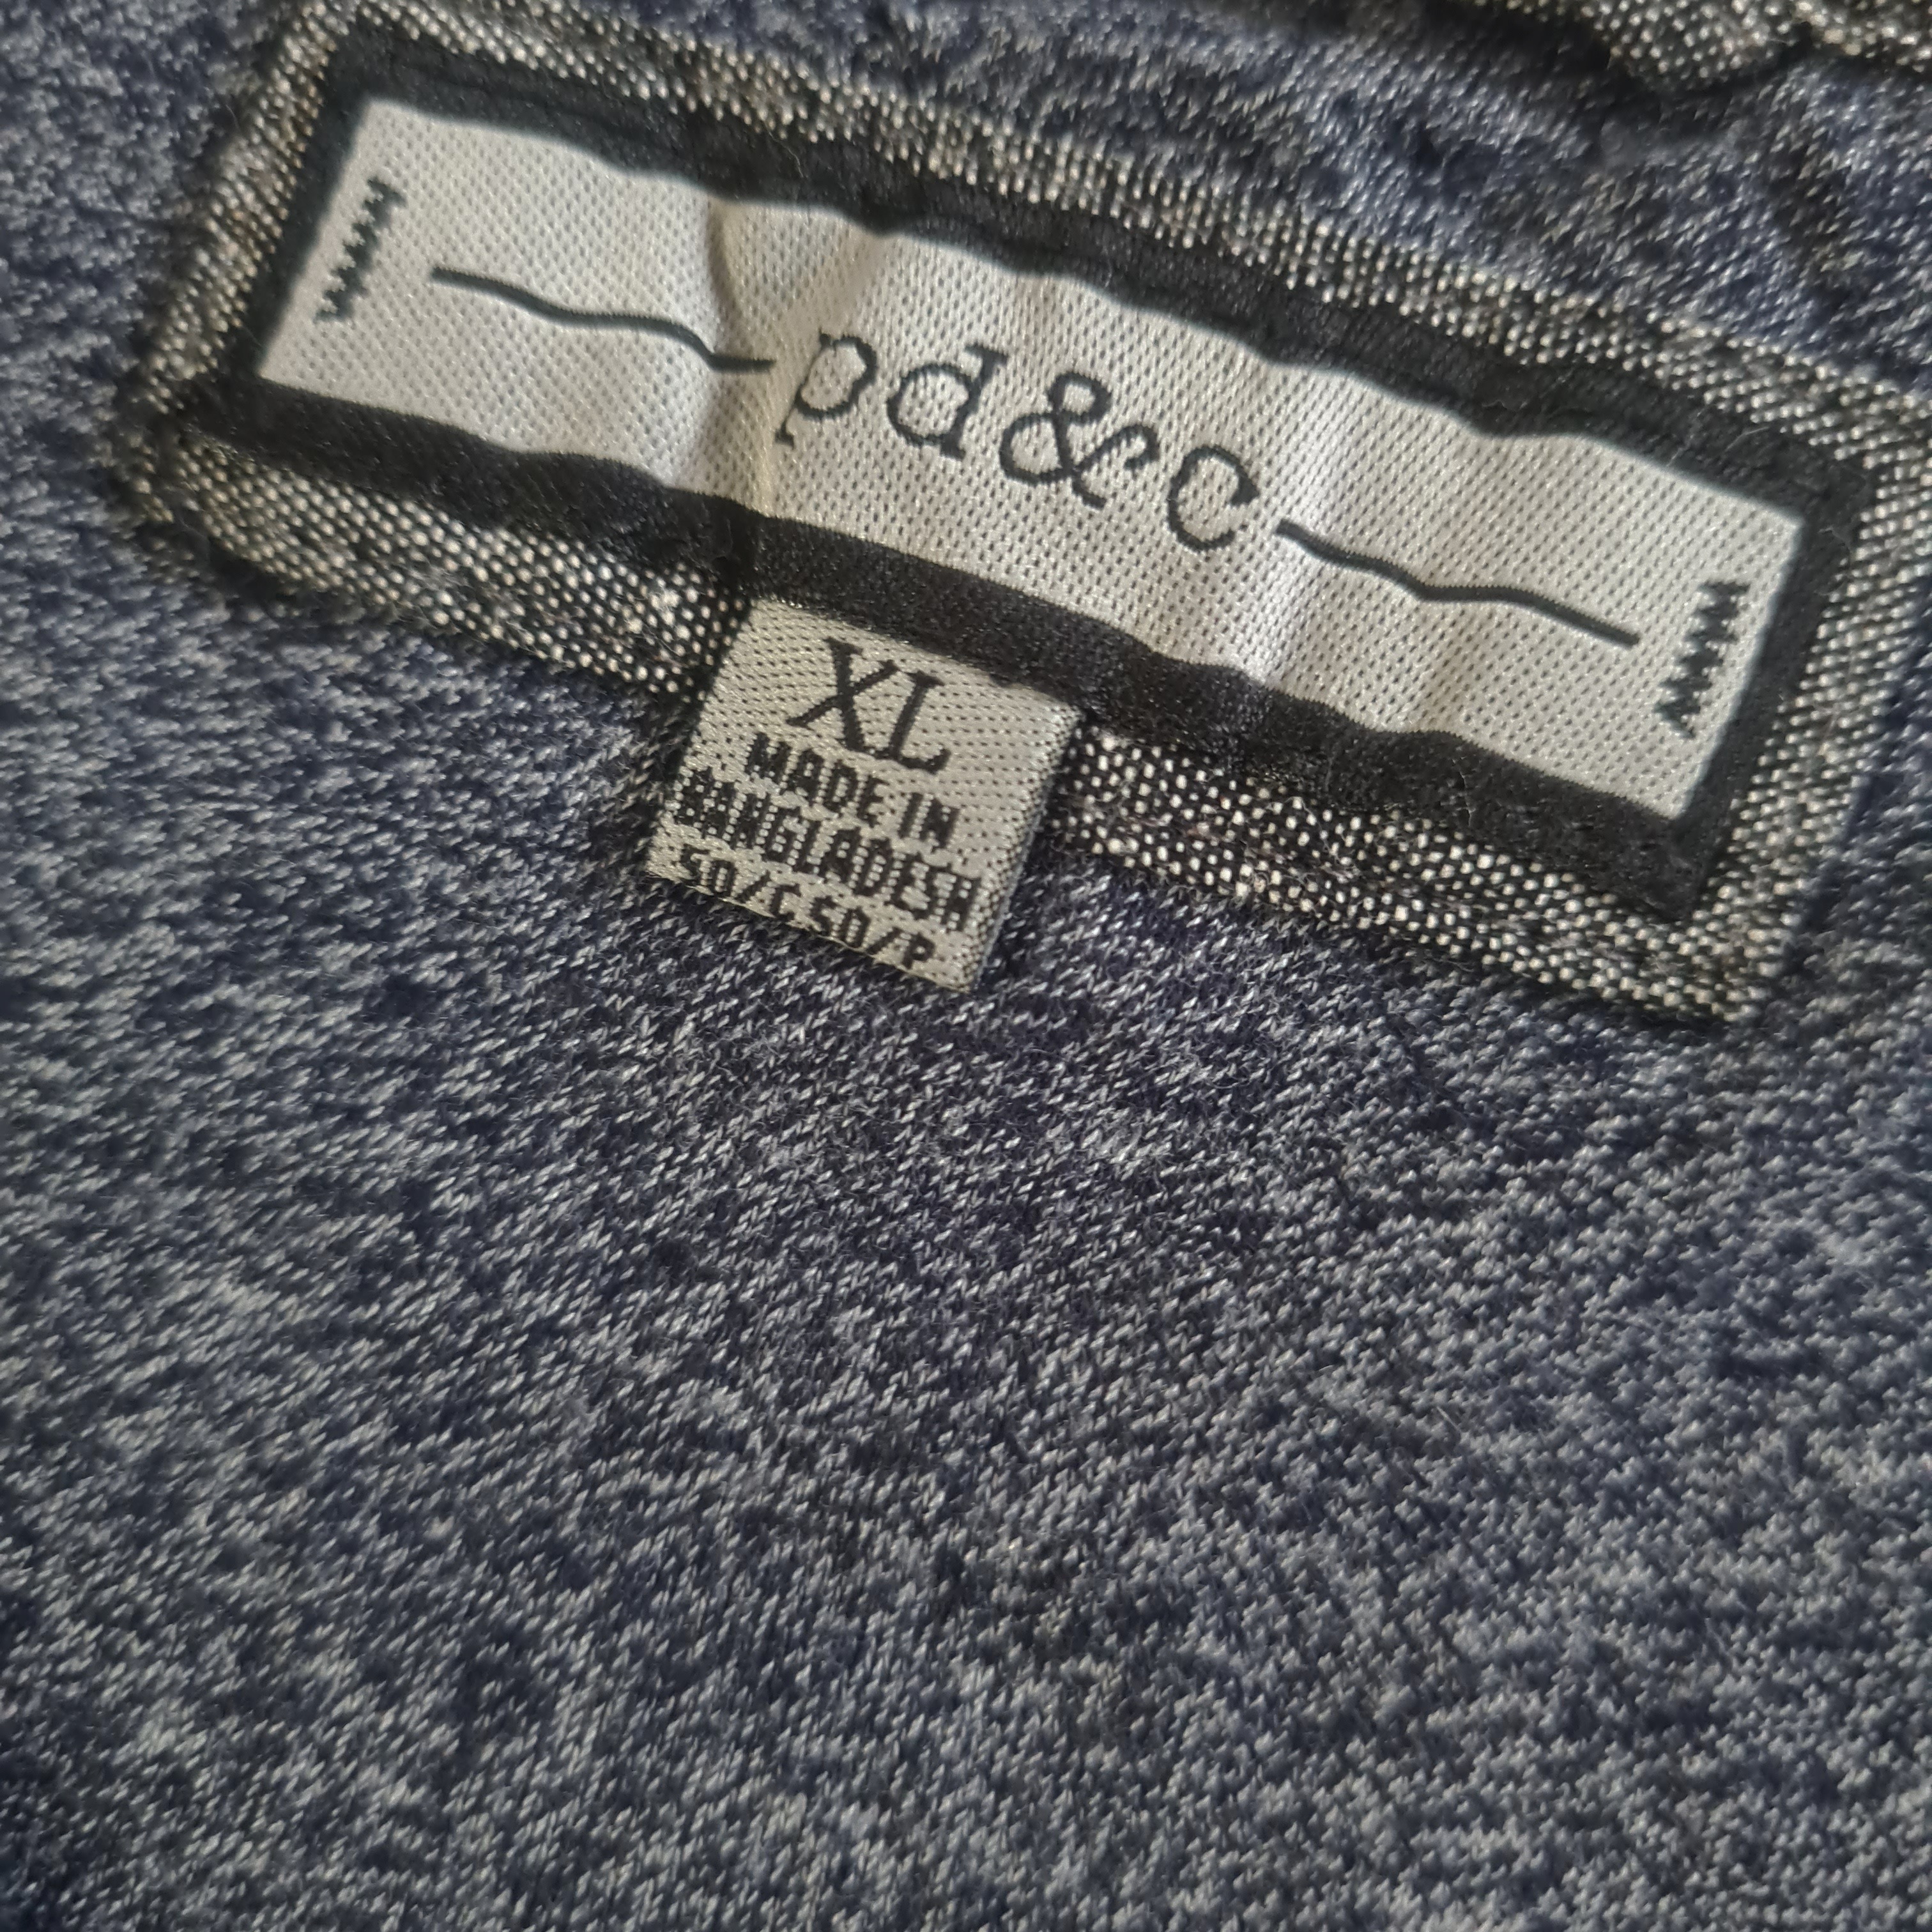 pd&c
XL
MADE IN
BANGLADESH
50/C 50/P